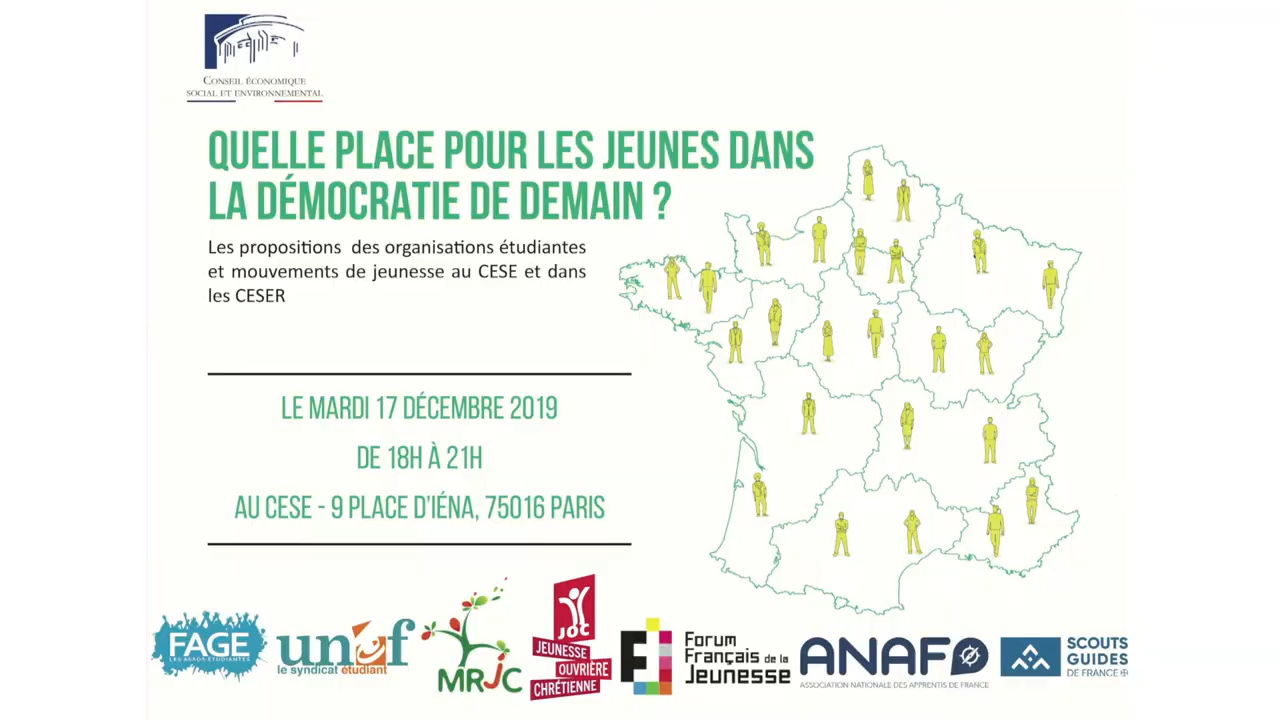 CONSEIL ÉCONOMIQUE
SOCIAL ET ENVIRONNEMENTAL
QUELLE PLACE POUR LES JEUNES DANS
LA DÉMOCRATIE DE DEMAIN ?
Les propositions des organisations étudiantes
et mouvements de jeunesse au CESE et dans
les CESER
LE MARDI 17 DÉCEMBRE 2019
DE 18H À 21H
AU CESE - 9 PLACE D'IÉNA, 75016 PARIS
FAGE
LES ASSOS ÉTUDIANTES
unef
le syndicat étudiant
MRJC
JOC
JEUNESSE
OUVRIÈRE
CHRÉTIENNE
Forum
Français de la
Jeunesse
ANAF
ASSOCIATION NATIONALE DES APPRENTIS DE FRANCE
SCOUTS
GUIDES
DE FRANCE